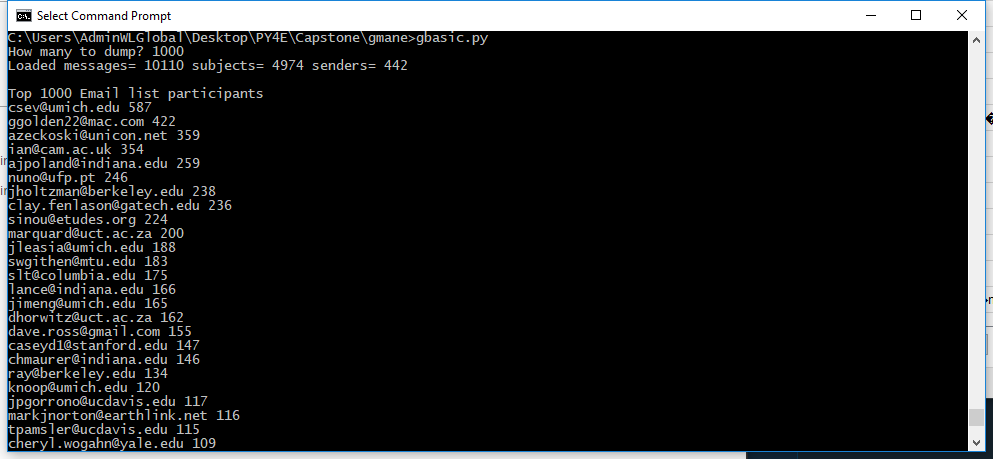 Select Command Prompt
C:\Users\AdminWLGlobal\Desktop\PY4E\Capstone\gmane>gbasic.py
How many to dump? 1000
Loaded messages= 10110 subjects= 4974 senders= 442
Top 1000 Email list participants
csev@umich.edu 587
ggolden22@mac.com 422
azeckoski@unicon.net 359
ian@cam.ac.uk 354
ajpoland@indiana.edu 259
nuno@ufp.pt 246
jholtzman@berkeley.edu 238
clay.fenlason@gatech.edu 236
sinou@etudes.org 224
marquard@uct.ac.za 200
jleasia@umich.edu 188
swgithen@mtu.edu 183
slt@columbia.edu 175
lance@indiana.edu 166
jimeng@umich.edu 165
dhorwitz@uct.ac.za 162
dave.ross@gmail.com 155
caseyd1@stanford.edu 147
chmaurer@indiana.edu 146
ray@berkeley.edu 134
knoop@umich.edu 120
jpgorrono@ucdavis.edu 117
markjnorton@earthlink.net 116
tpamsler@ucdavis.edu 115
cheryl.wogahn@yale.edu 109